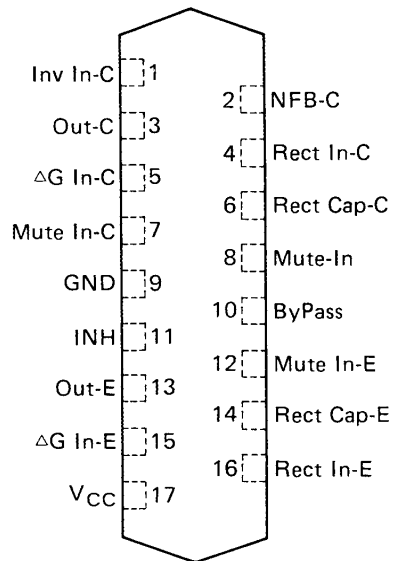 Inv In-C 1
2 NFB-C
Out-C 3
4 Rect In-C
△G In-C 5
6 Rect Cap-C
Mute In-C 7
8 Mute-In
GND 9
10 ByPass
INH 11
12 Mute In-E
Out-E 13
14 Rect Cap-E
△G In-E 15
16 Rect In-E
VCC 17